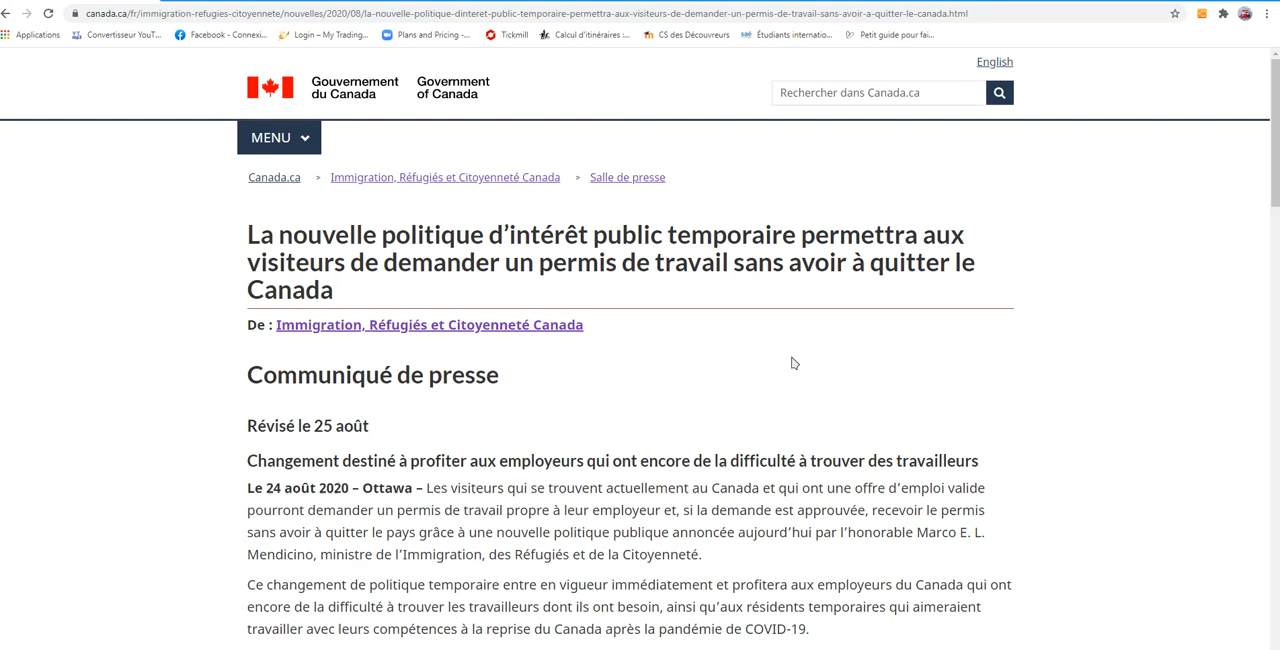 canada.ca/fr/immigration-refugies-citoyennete/nouvelles/2020/08/la-nouvelle-politique-dinteret-public-temporaire-permettra-aux-visiteurs-de-demander-un-permis-de-travail-sans-avoir-a-quitter-le-canada.html
Applications Convertisseur YouT... Facebook - Connexi... Login – My Trading... Plans and Pricing -... Tickmill Calcul d'itinéraires :... CS des Découvreurs Étudiants internatio... Petit guide pour fai...
English
Gouvernement du Canada
Government of Canada
Rechercher dans Canada.ca
MENU
Canada.ca > Immigration, Réfugiés et Citoyenneté Canada > Salle de presse
La nouvelle politique d’intérêt public temporaire permettra aux
visiteurs de demander un permis de travail sans avoir à quitter le
Canada
De : Immigration, Réfugiés et Citoyenneté Canada
Communiqué de presse
Révisé le 25 août
Changement destiné à profiter aux employeurs qui ont encore de la difficulté à trouver des travailleurs
Le 24 août 2020 – Ottawa – Les visiteurs qui se trouvent actuellement au Canada et qui ont une offre d’emploi valide
pourront demander un permis de travail propre à leur employeur et, si la demande est approuvée, recevoir le permis
sans avoir à quitter le pays grâce à une nouvelle politique publique annoncée aujourd’hui par l’honorable Marco E. L.
Mendicino, ministre de l’Immigration, des Réfugiés et de la Citoyenneté.
Ce changement de politique temporaire entre en vigueur immédiatement et profitera aux employeurs du Canada qui ont
encore de la difficulté à trouver les travailleurs dont ils ont besoin, ainsi qu’aux résidents temporaires qui aimeraient
travailler avec leurs compétences à la reprise du Canada après la pandémie de COVID-19.